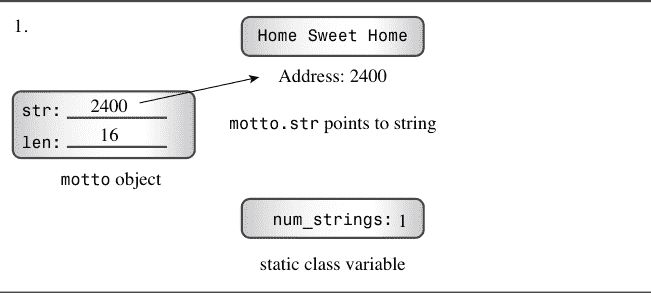 1.
Home Sweet Home
Address: 2400
str: 2400
len: 16
motto.str points to string
motto object
num_strings: 1
static class variable